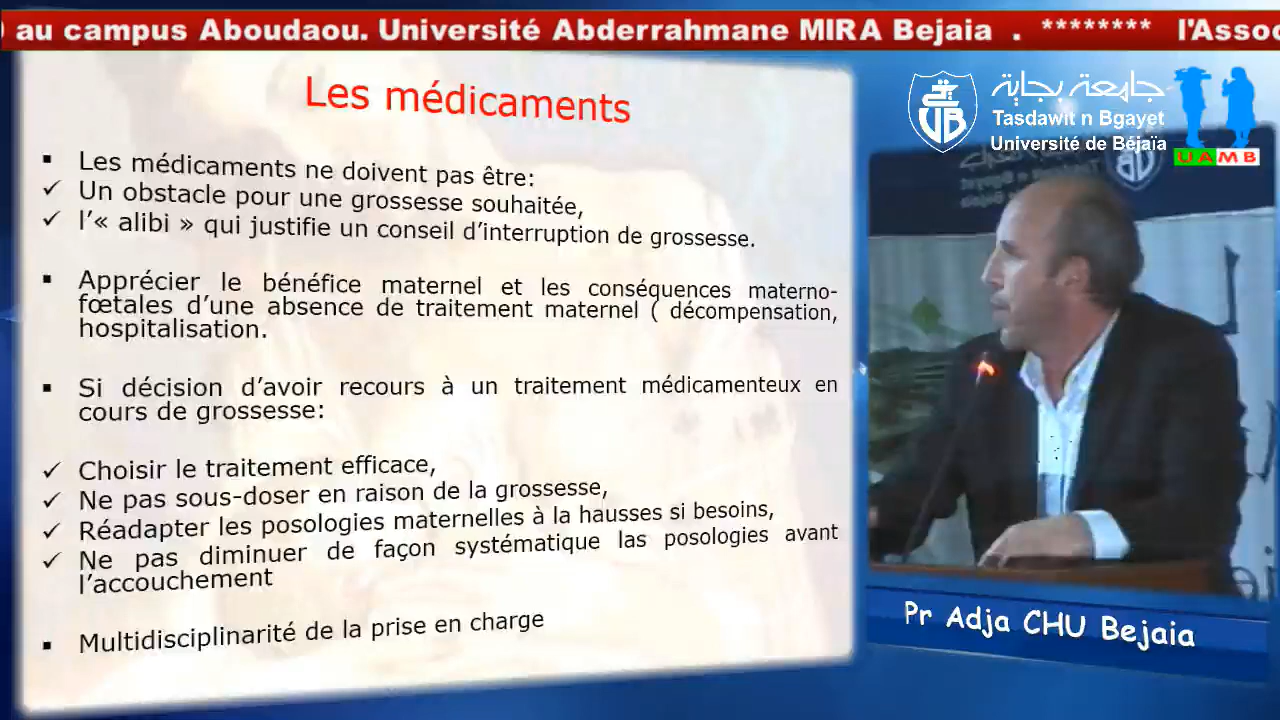 au campus Aboudaou. Université Abderrahmane MIRA Bejaia . ******** l'Assoc
Les médicaments
▪ Les médicaments ne doivent pas être:
✓ Un obstacle pour une grossesse souhaitée,
✓ l’« alibi » qui justifie un conseil d’interruption de grossesse.
▪ Apprécier le bénéfice maternel et les conséquences materno-
fœtales d’une absence de traitement maternel ( décompensation,
hospitalisation.
▪ Si décision d’avoir recours à un traitement médicamenteux en
cours de grossesse:
✓ Choisir le traitement efficace,
✓ Ne pas sous-doser en raison de la grossesse,
✓ Réadapter les posologies maternelles à la hausses si besoins,
✓ Ne pas diminuer de façon systématique las posologies avant
l’accouchement
▪ Multidisciplinarité de la prise en charge
جامعة بجاية
Tasdawit n Bgayet
Université de Béjaïa
UAMB
Pr Adja CHU Bejaia